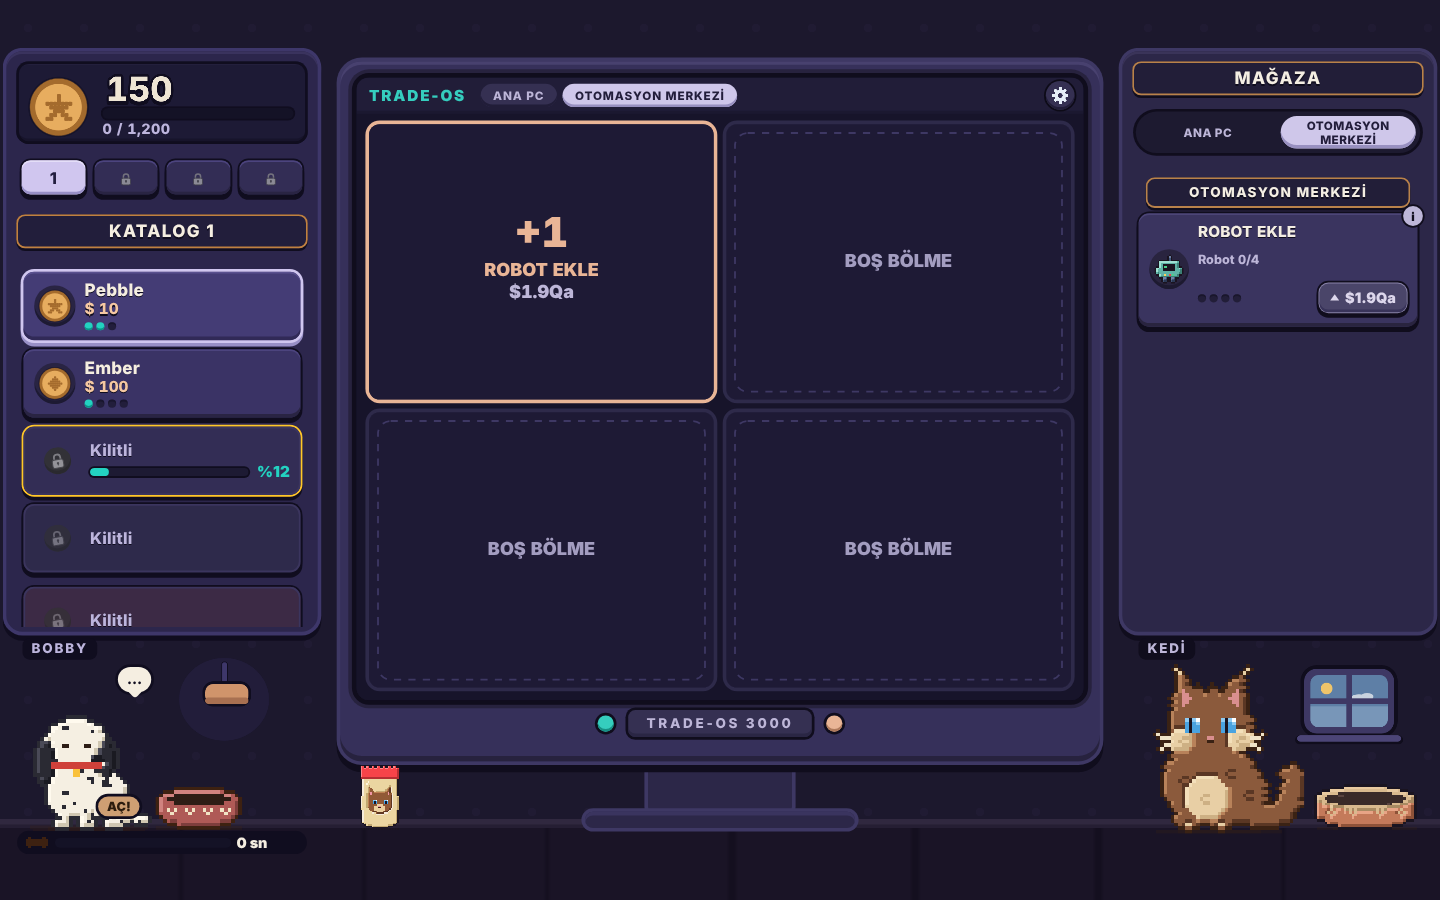 150
0 / 1,200
1
KATALOG 1
Pebble
$ 10
Ember
$ 100
Kilitli
%12
Kilitli
Kilitli
BOBBY
...
AÇ!
0 sn
TRADE-OS
ANA PC
OTOMASYON MERKEZİ
+1
ROBOT EKLE
$1.9Qa
BOŞ BÖLME
BOŞ BÖLME
BOŞ BÖLME
TRADE-OS 3000
MAĞAZA
ANA PC
OTOMASYON
MERKEZİ
OTOMASYON MERKEZİ
i
ROBOT EKLE
Robot 0/4
$1.9Qa
KEDİ